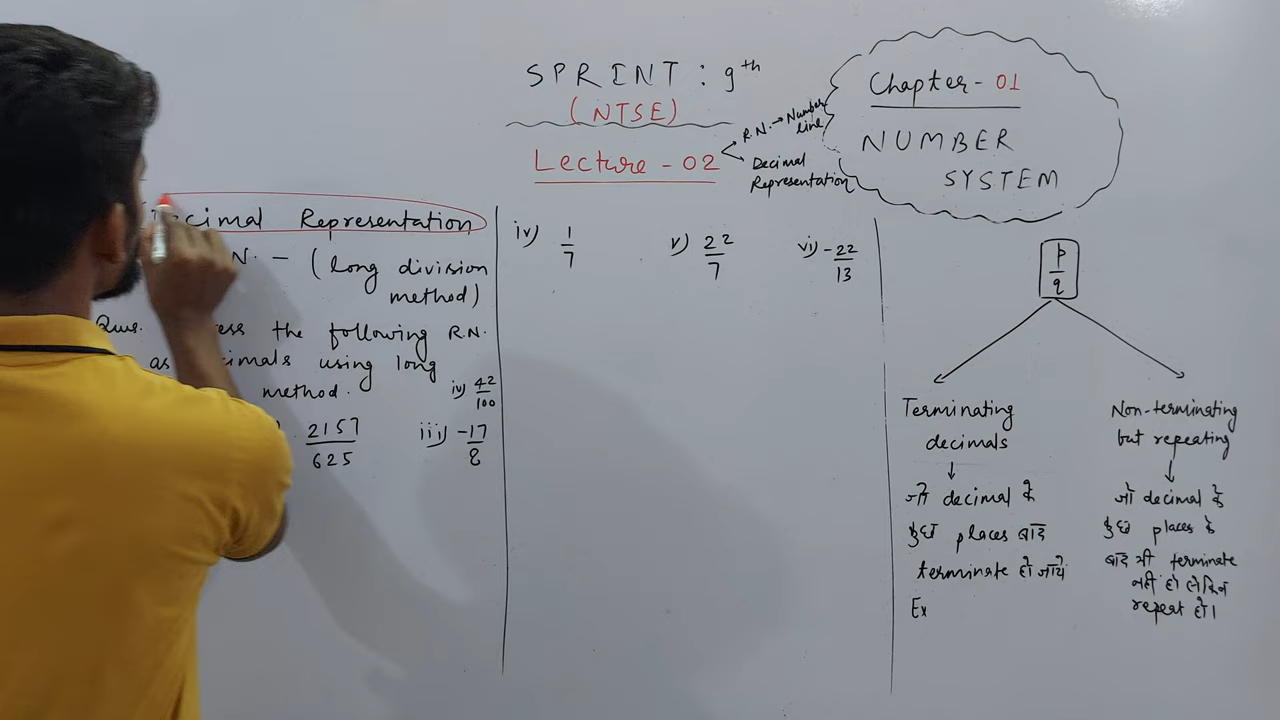 SPRINT : 9th
(NTSE)
Lecture - 02
R.N. → Number line
Decimal Representation
Chapter - 01
NUMBER
SYSTEM
Decimal Representation
N. - (long division
method)
Ques. the following R.N.
as using long
method. iv) 42/100
2157/625 iii) -17/8
iv) 1/7 v) 22/7 vi) -22/13
p/q
Terminating
decimals
↓
जो decimal के
कुछ places बाद
terminate हो जाये
Ex
Non-terminating
but repeating
↓
जो decimal के
कुछ places के
बाद भी terminate
नहीं हो लेकिन
repeat हो।